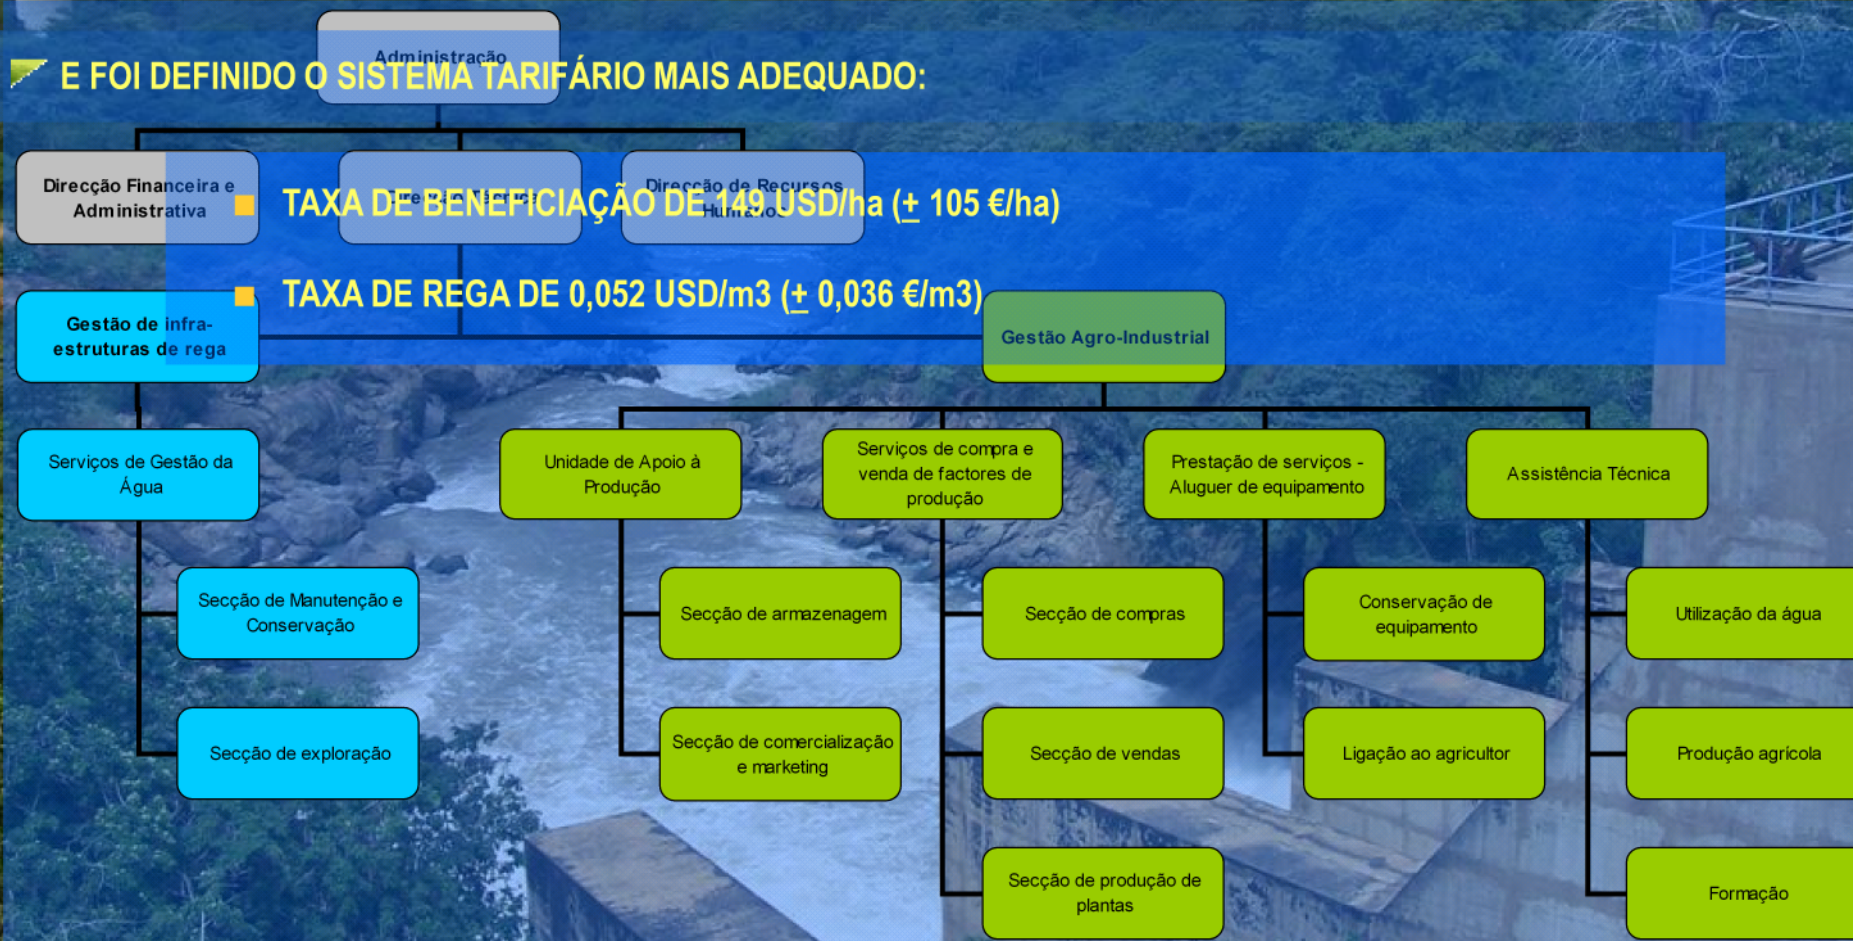 Administração
E FOI DEFINIDO O SISTEMA TARIFÁRIO MAIS ADEQUADO:
Direcção Financeira e
Administrativa
Direcção Técnica
Direcção de Recursos
Humanos
TAXA DE BENEFICIAÇÃO DE 149 USD/ha (± 105 €/ha)
TAXA DE REGA DE 0,052 USD/m3 (± 0,036 €/m3)
Gestão de infra-
estruturas de rega
Gestão Agro-Industrial
Serviços de Gestão da
Água
Unidade de Apoio à
Produção
Serviços de compra e
venda de factores de
produção
Prestação de serviços -
Aluguer de equipamento
Assistência Técnica
Secção de Manutenção e
Conservação
Secção de armazenagem
Secção de compras
Conservação de
equipamento
Utilização da água
Secção de exploração
Secção de comercialização
e marketing
Secção de vendas
Ligação ao agricultor
Produção agrícola
Secção de produção de
plantas
Formação